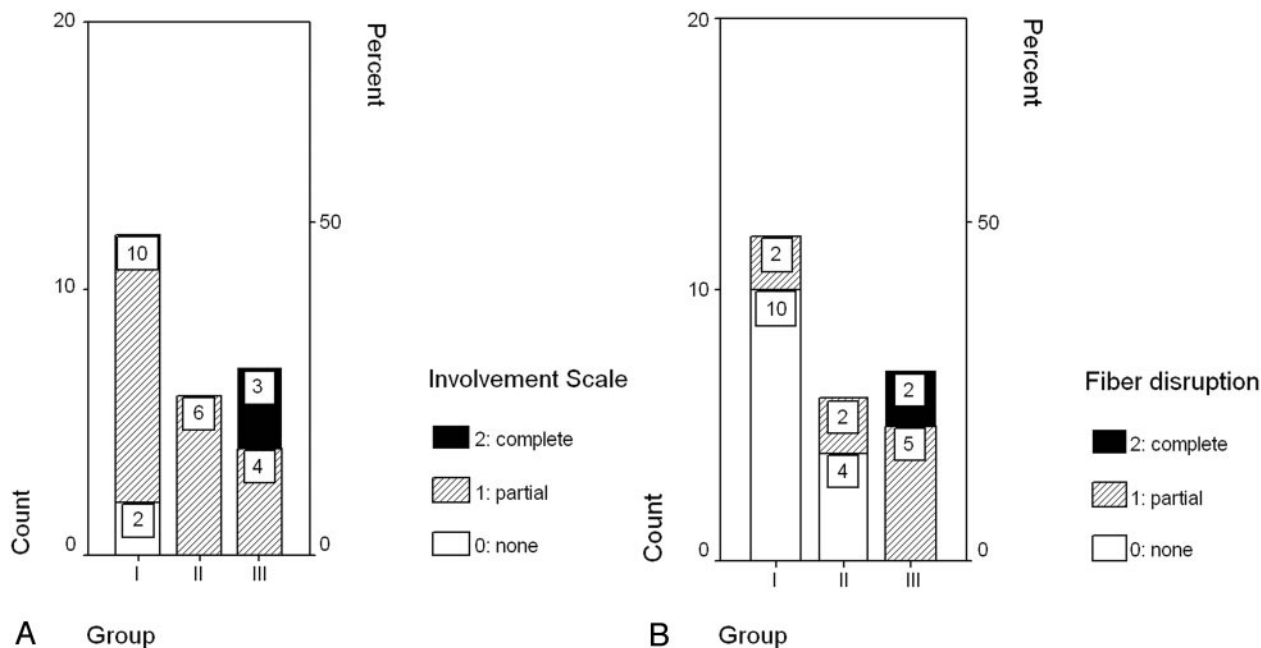 20
Percent
10
50
3
6
4
2
Count
0
0
I II III
A Group
Involvement Scale
2: complete
1: partial
0: none
20
Percent
50
2
10
10
2
2
4
5
Count
0
0
I II III
B Group
Fiber disruption
2: complete
1: partial
0: none